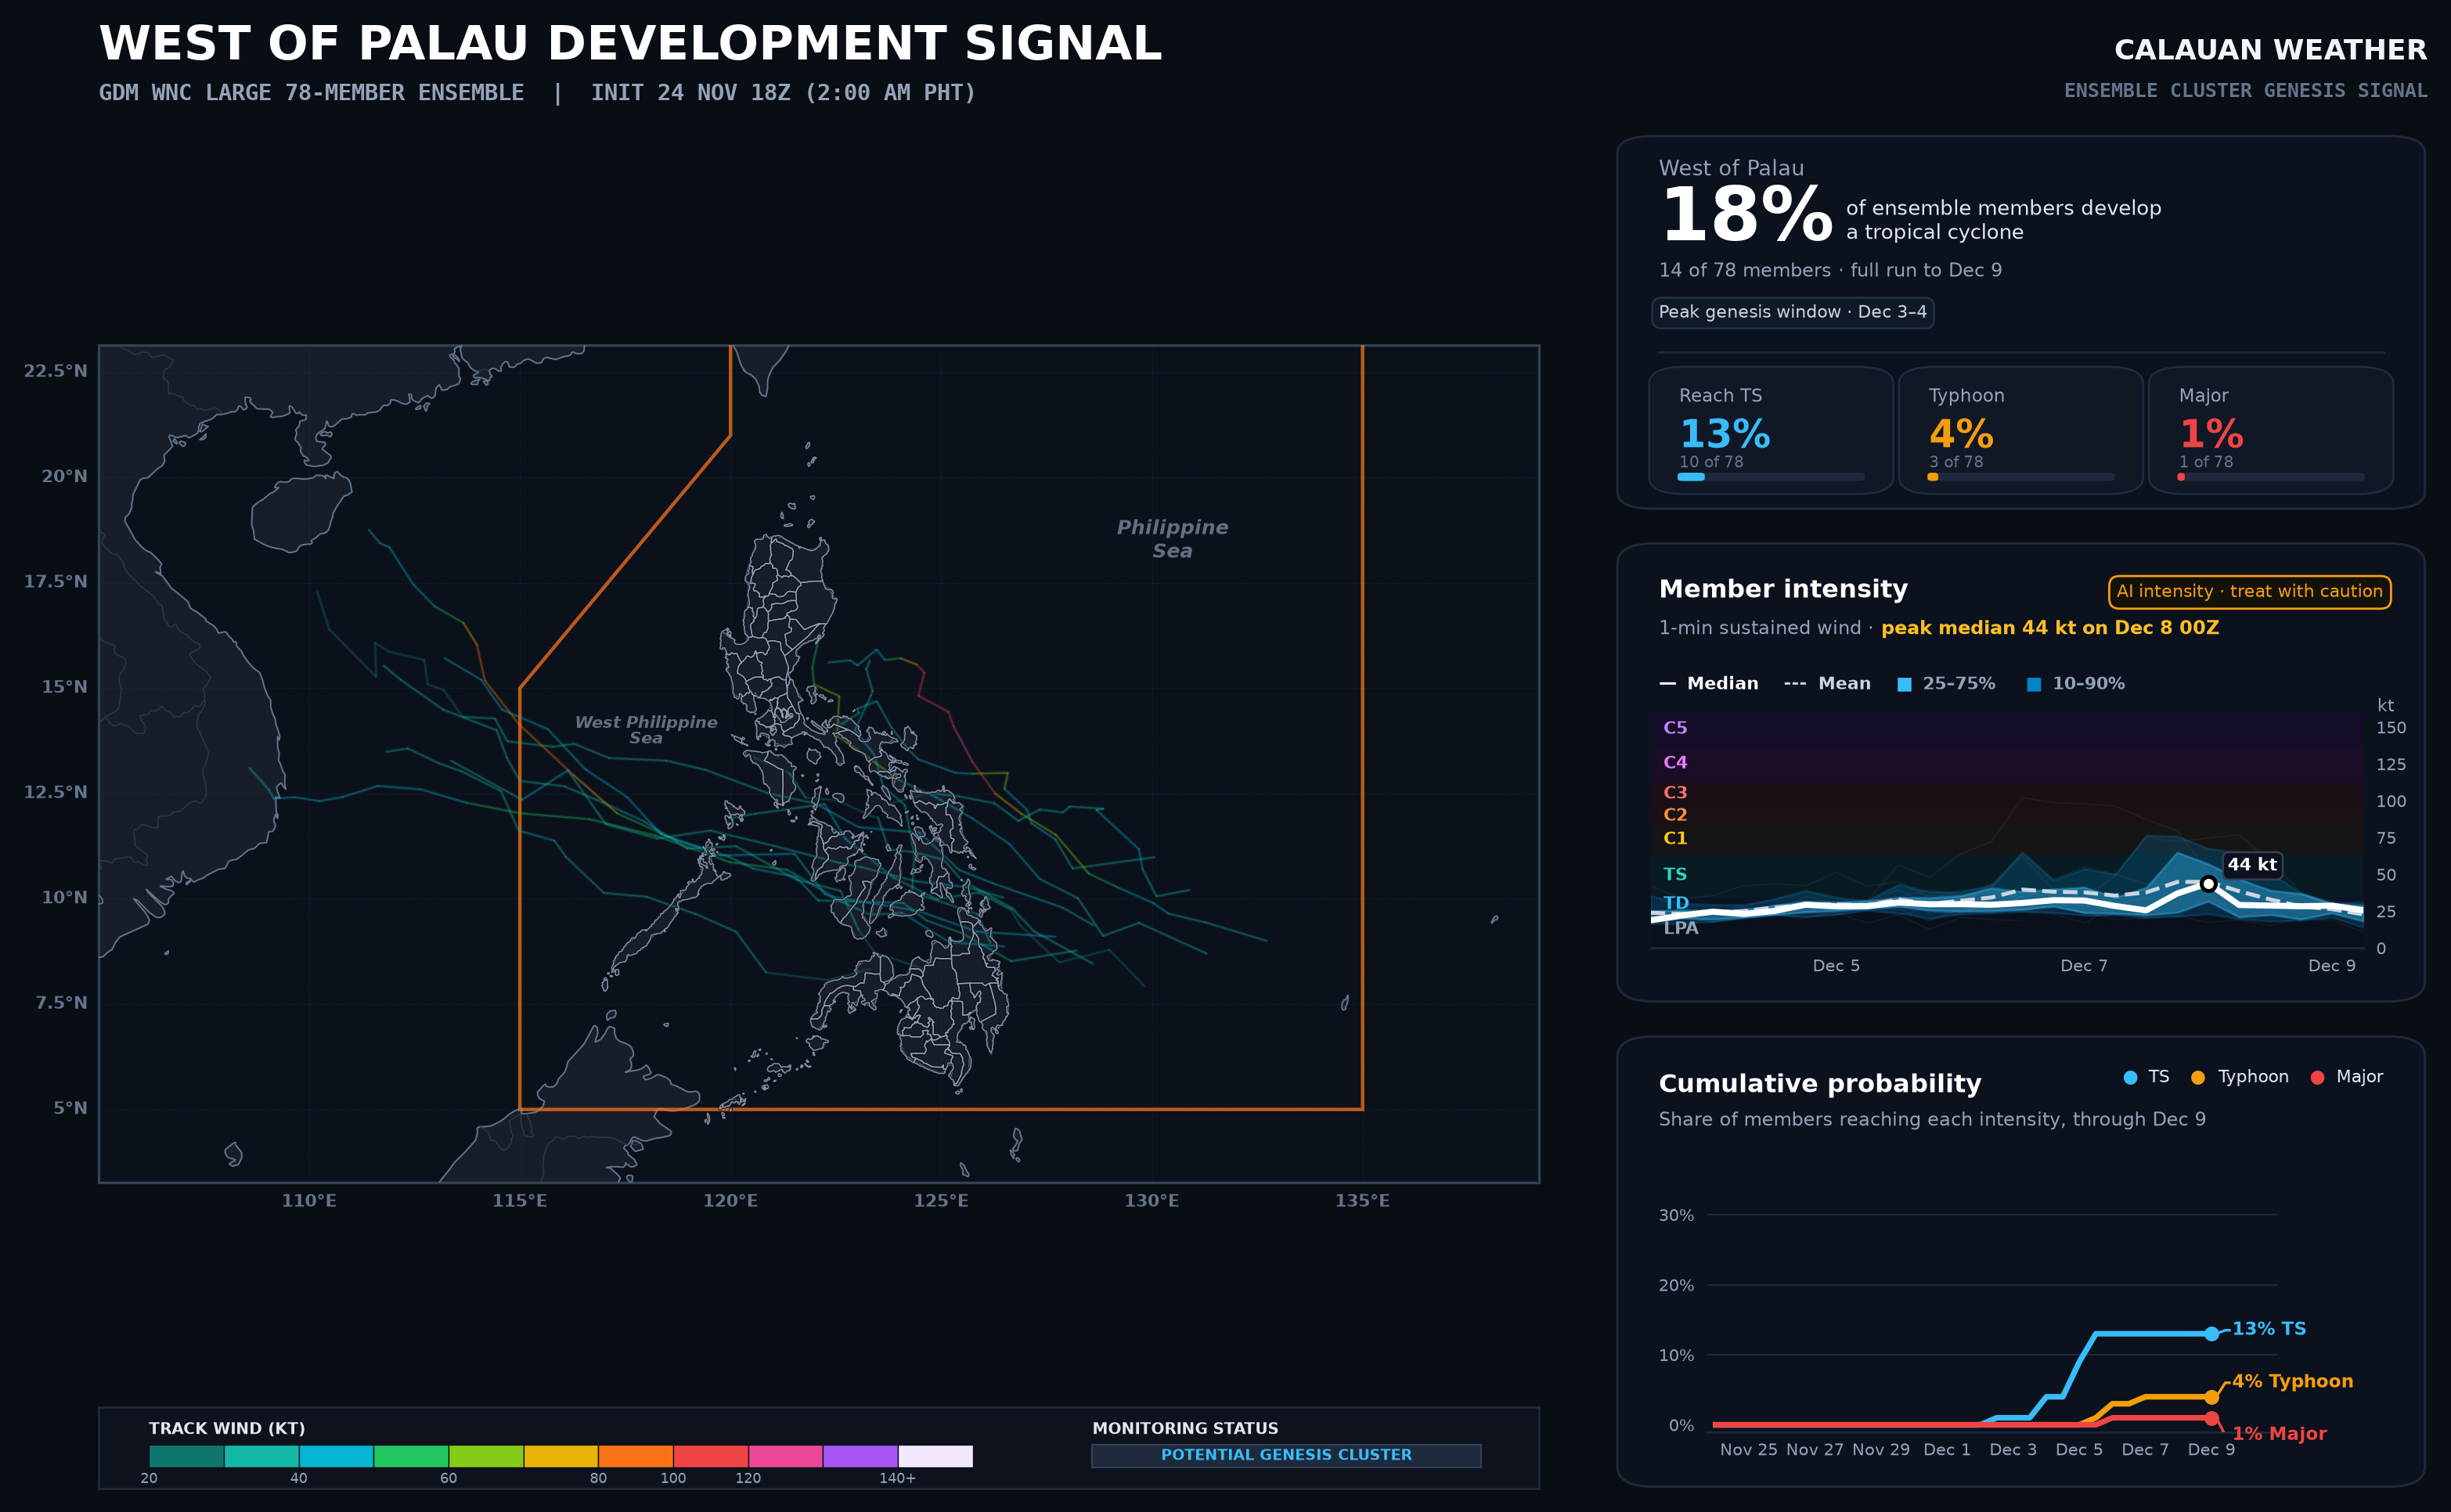 WEST OF PALAU DEVELOPMENT SIGNAL
GDM WNC LARGE 78-MEMBER ENSEMBLE | INIT 24 NOV 18Z (2:00 AM PHT)
CALAUAN WEATHER
ENSEMBLE CLUSTER GENESIS SIGNAL
22.5°N
20°N
17.5°N
15°N
12.5°N
10°N
7.5°N
5°N
110°E
115°E
120°E
125°E
130°E
135°E
Philippine
Sea
West Philippine
Sea
TRACK WIND (KT)
20
40
60
80
100
120
140+
MONITORING STATUS
POTENTIAL GENESIS CLUSTER
West of Palau
18%
of ensemble members develop
a tropical cyclone
14 of 78 members · full run to Dec 9
Peak genesis window · Dec 3–4
Reach TS
13%
10 of 78
Typhoon
4%
3 of 78
Major
1%
1 of 78
Member intensity
AI intensity · treat with caution
1-min sustained wind · peak median 44 kt on Dec 8 00Z
Median
Mean
25–75%
10–90%
kt
150
125
100
75
50
25
0
C5
C4
C3
C2
C1
TS
TD
LPA
44 kt
Dec 5
Dec 7
Dec 9
Cumulative probability
TS
Typhoon
Major
Share of members reaching each intensity, through Dec 9
30%
20%
10%
0%
13% TS
4% Typhoon
1% Major
Nov 25
Nov 27
Nov 29
Dec 1
Dec 3
Dec 5
Dec 7
Dec 9